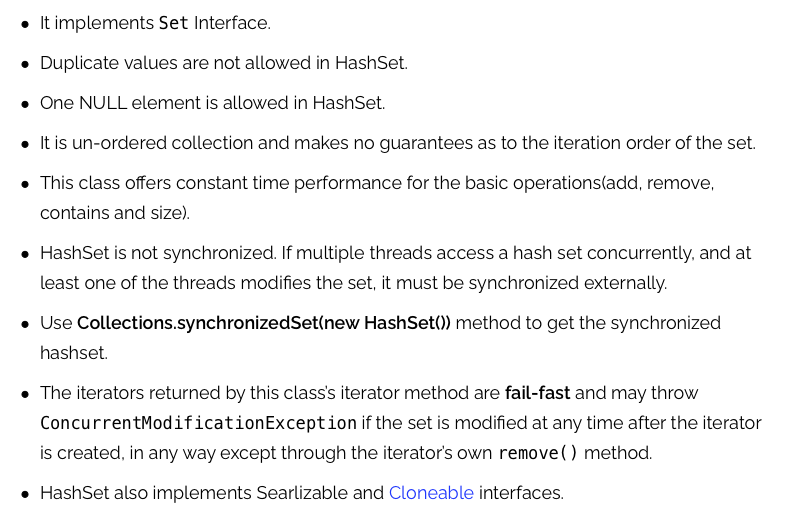 • It implements Set Interface.
• Duplicate values are not allowed in HashSet.
• One NULL element is allowed in HashSet.
• It is un-ordered collection and makes no guarantees as to the iteration order of the set.
• This class offers constant time performance for the basic operations(add, remove,
contains and size).
• HashSet is not synchronized. If multiple threads access a hash set concurrently, and at
least one of the threads modifies the set, it must be synchronized externally.
• Use Collections.synchronizedSet(new HashSet()) method to get the synchronized
hashset.
• The iterators returned by this class’s iterator method are fail-fast and may throw
ConcurrentModificationException if the set is modified at any time after the iterator
is created, in any way except through the iterator’s own remove() method.
• HashSet also implements Searlizable and Cloneable interfaces.